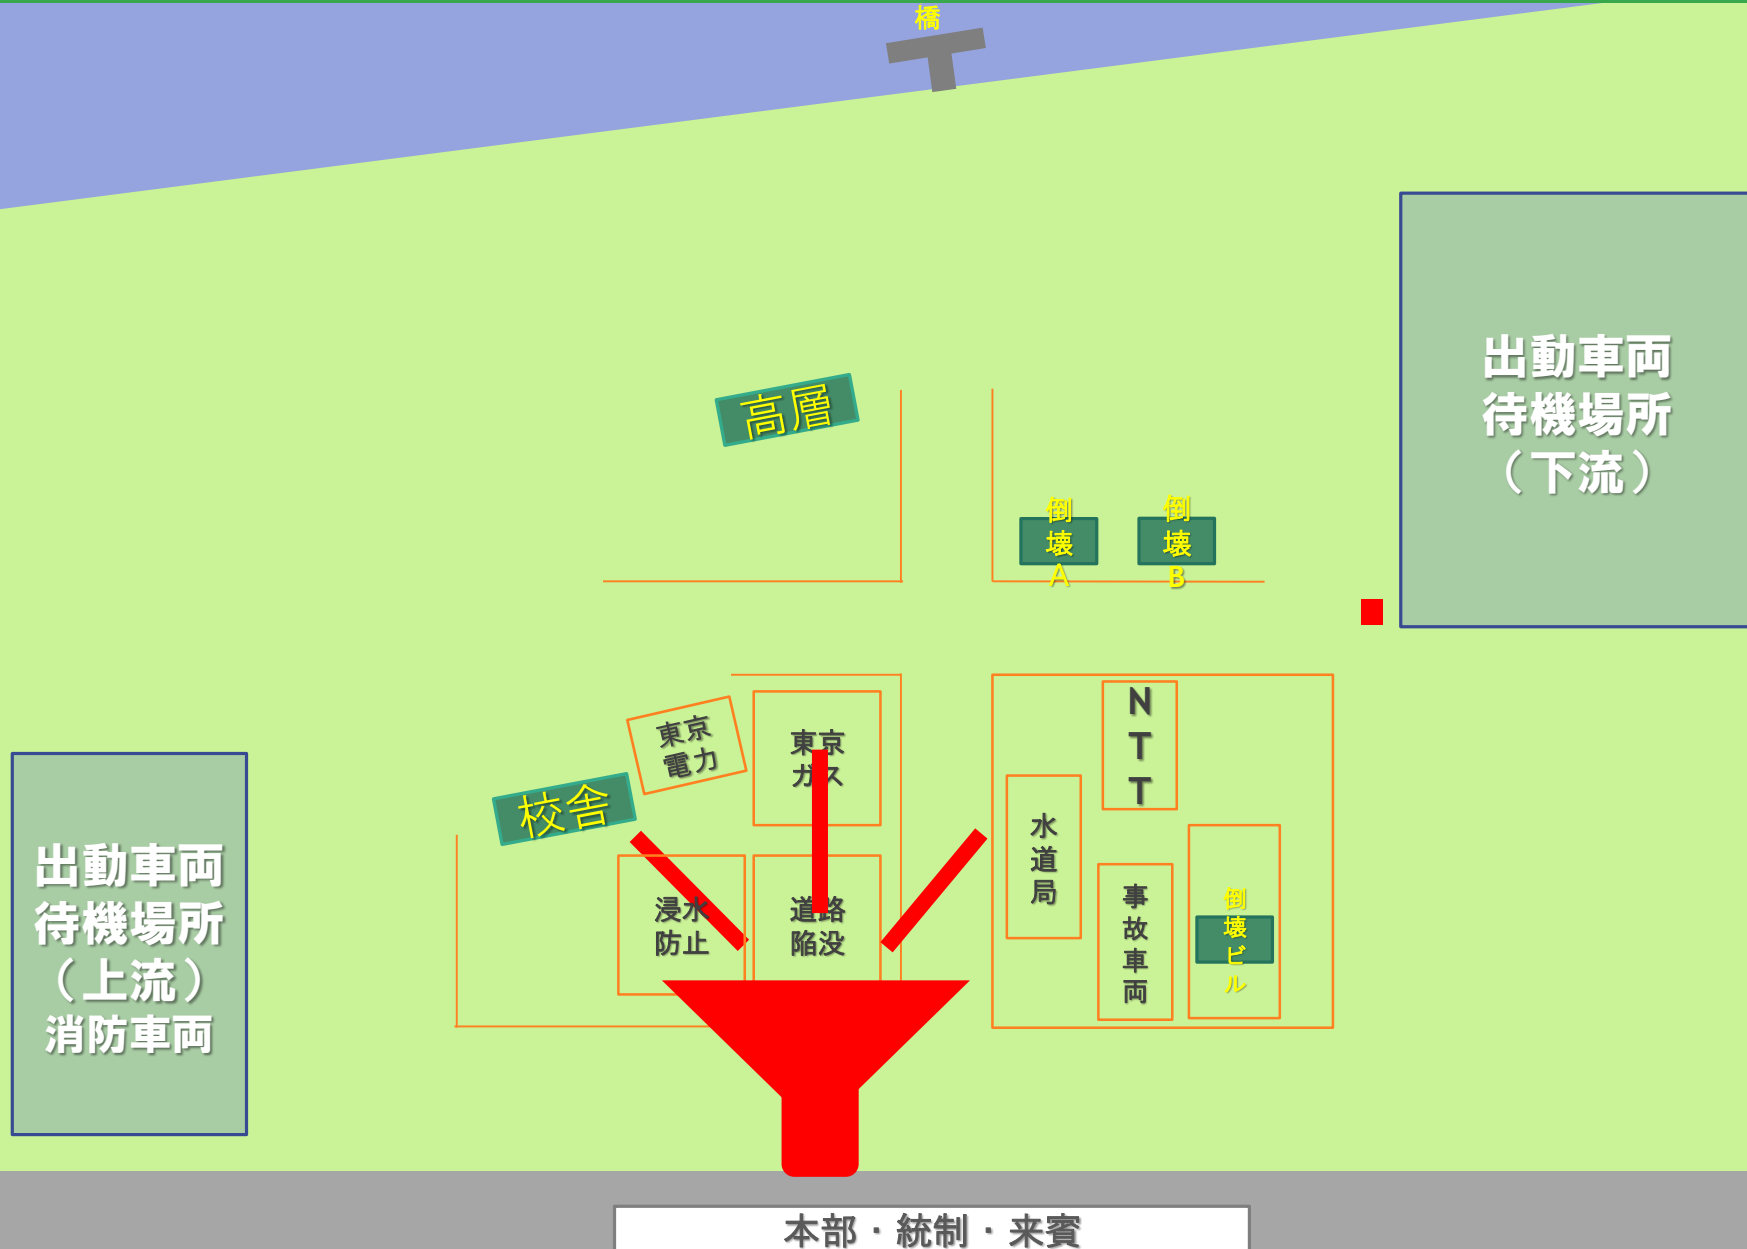 橋
高層
出動車両
待機場所
（下流）
倒
壊
A
倒
壊
B
東京
電力
東京
ガス
N
T
T
校舎
水
道
局
浸水
防止
道路
陥没
事
故
車
両
倒
壊
ビ
ル
出動車両
待機場所
（上流）
消防車両
本部・統制・来賓